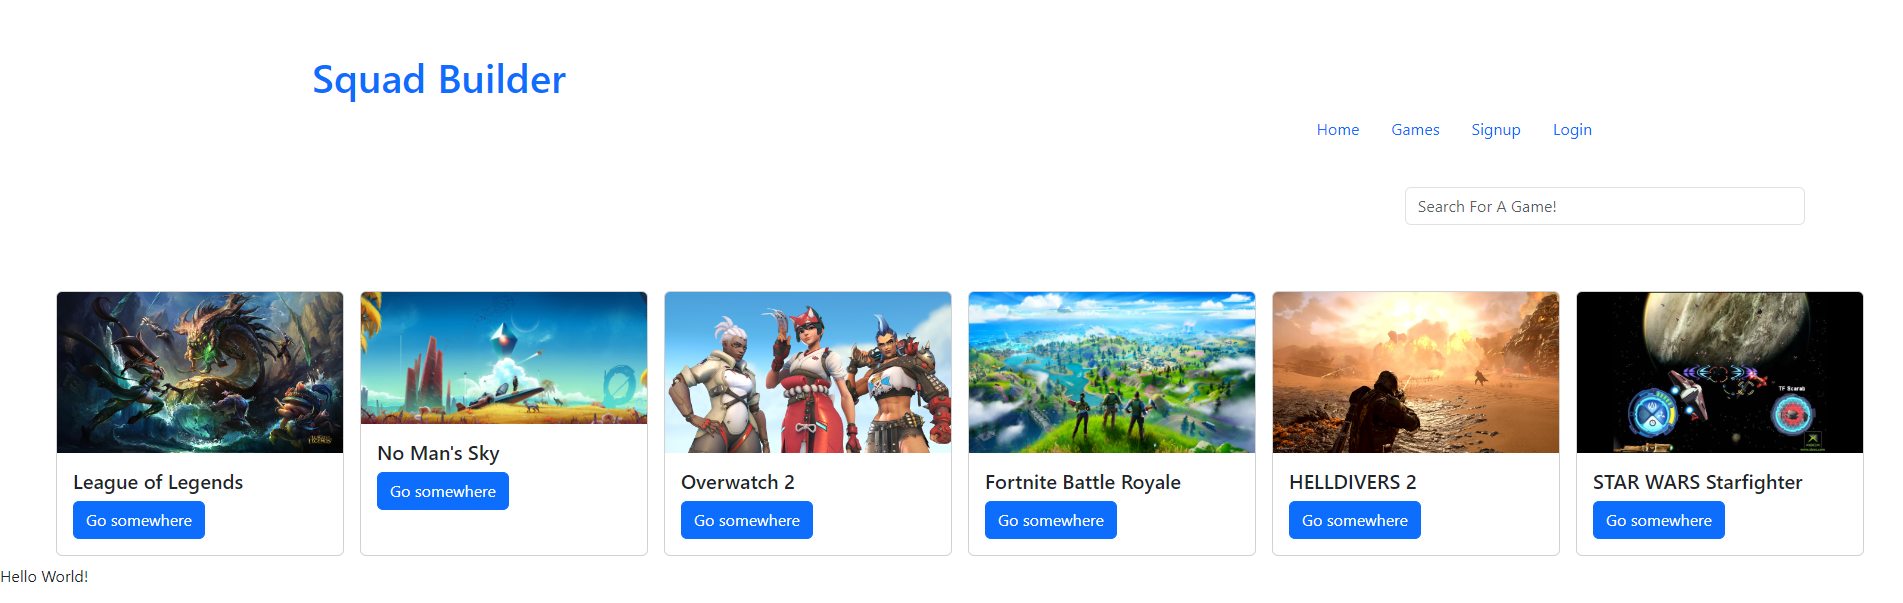 Squad Builder
Home Games Signup Login
Search For A Game!
TF Scarab
League of Legends
No Man's Sky
Overwatch 2
Fortnite Battle Royale
HELLDIVERS 2
STAR WARS Starfighter
Go somewhere
Go somewhere
Go somewhere
Go somewhere
Go somewhere
Go somewhere
Hello World!